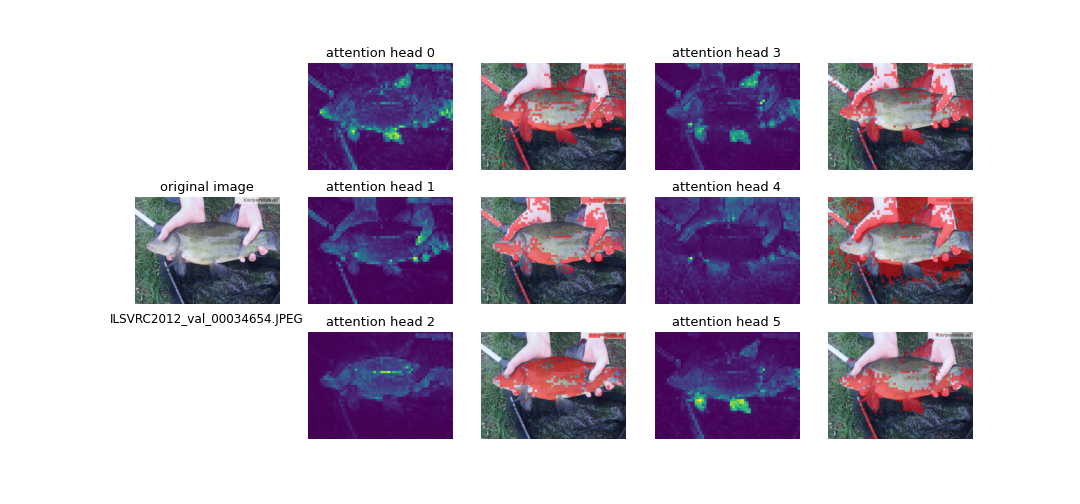 attention head 0
attention head 3
original image
attention head 1
attention head 4
ILSVRC2012_val_00034654.JPEG
attention head 2
attention head 5